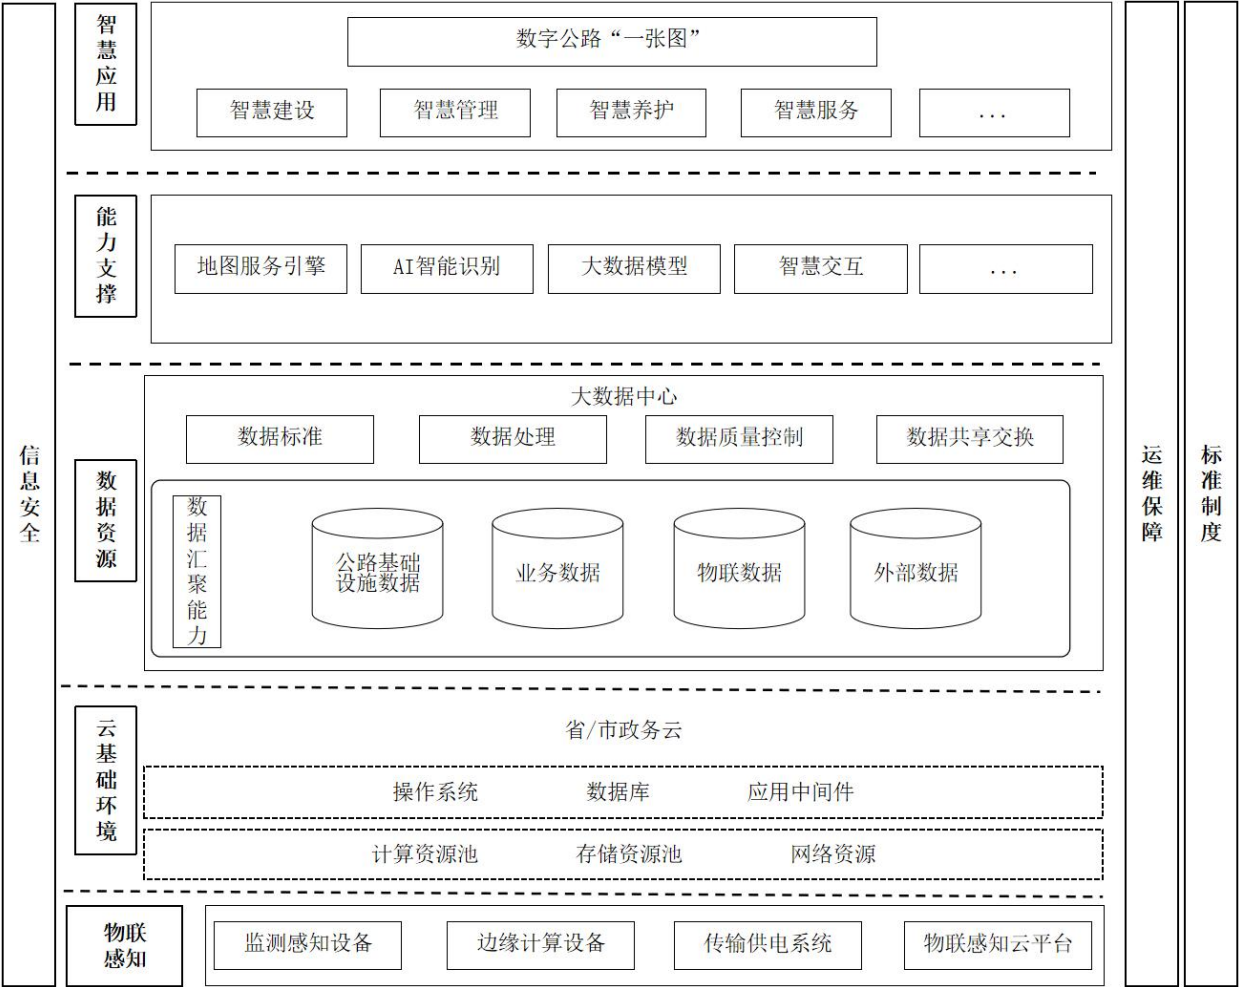 智慧应用
数字公路“一张图”
智慧建设
智慧管理
智慧养护
智慧服务
...
能力支撑
地图服务引擎
AI智能识别
大数据模型
智慧交互
...
信息安全
数据资源
大数据中心
数据标准
数据处理
数据质量控制
数据共享交换
数据汇聚能力
公路基础
设施数据
业务数据
物联数据
外部数据
运维保障
标准制度
云基础环境
省/市政务云
操作系统
数据库
应用中间件
计算资源池
存储资源池
网络资源
物联
感知
监测感知设备
边缘计算设备
传输供电系统
物联感知云平台